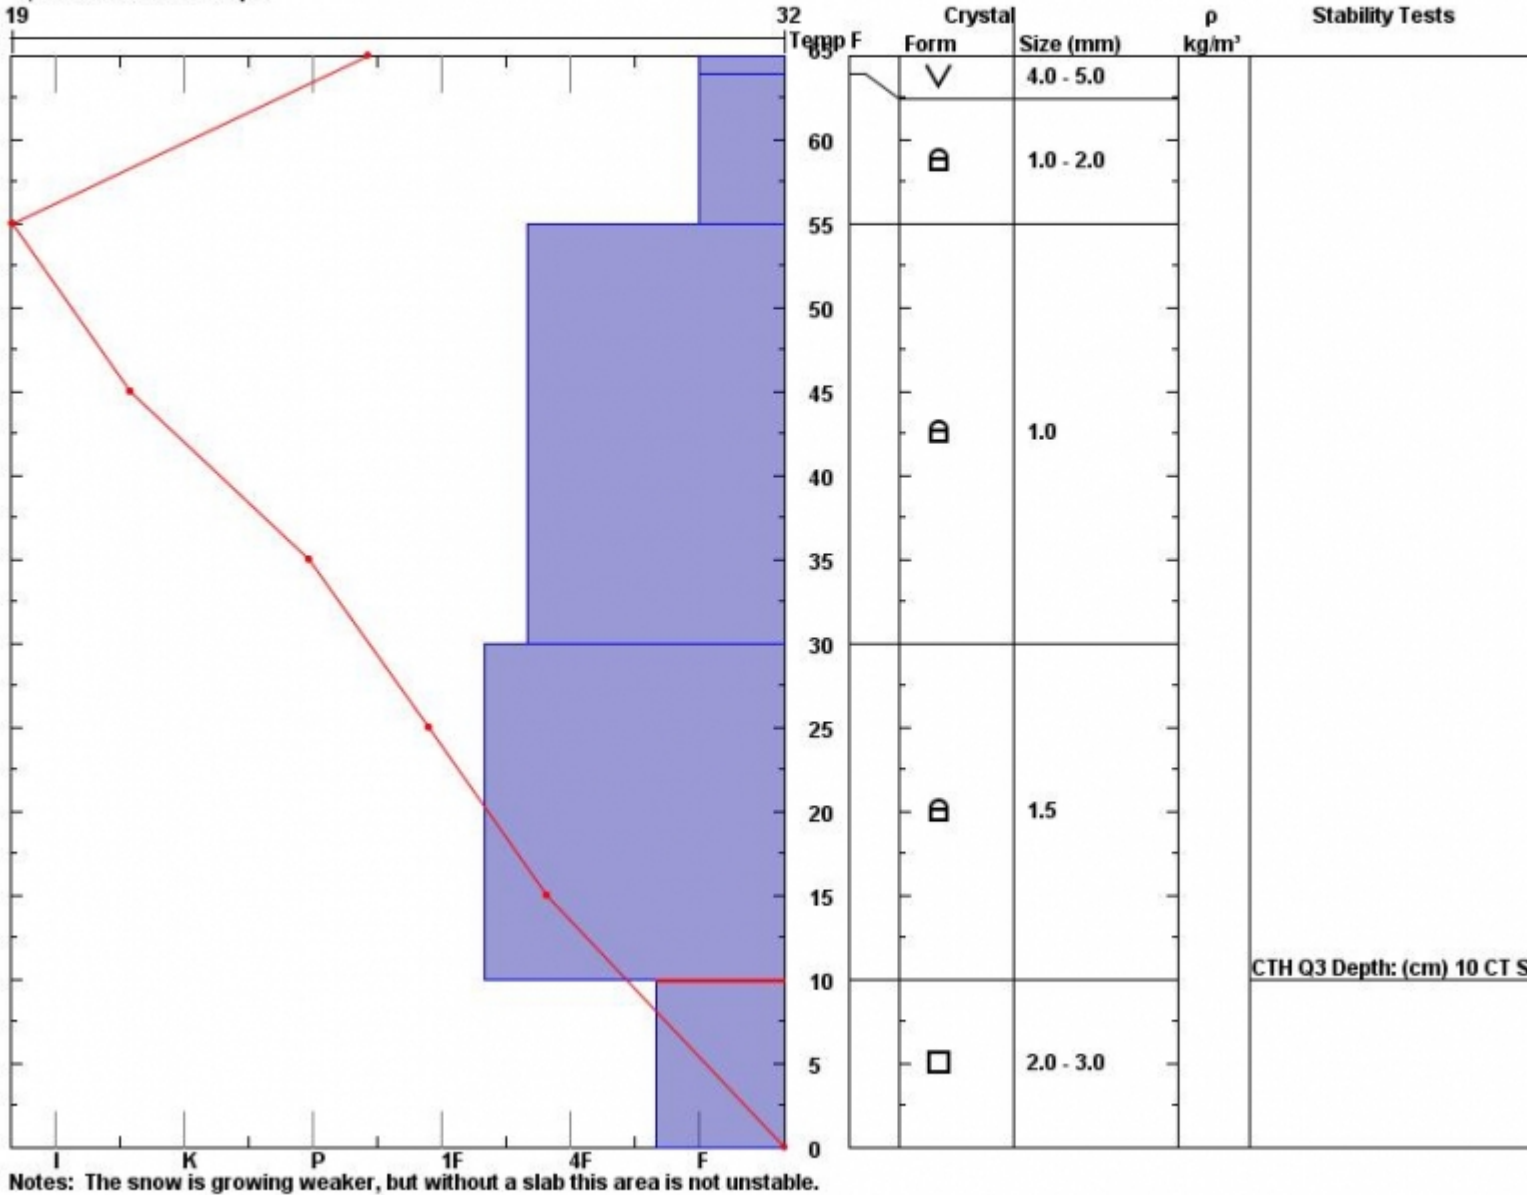 19 32 Crystal ρ Stability Tests
Temp F Form Size (mm) kg/m³
65 4.0 - 5.0
60 1.0 - 2.0
55
50
45 1.0
40
35
30
25
20 1.5
15
10 CTH Q3 Depth: (cm) 10 CT S
5 2.0 - 3.0
0
I K P 1F 4F F
Notes: The snow is growing weaker, but without a slab this area is not unstable.